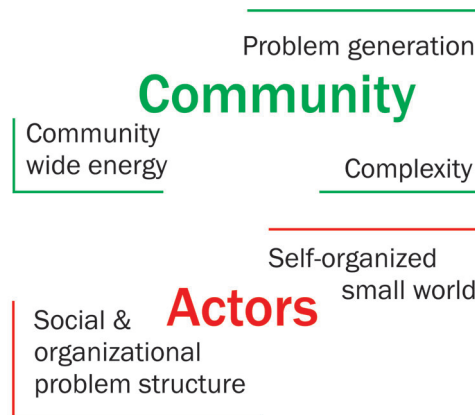 Problem generation
Community
Community
wide energy
Complexity
Self-organized
small world
Actors
Social &
organizational
problem structure